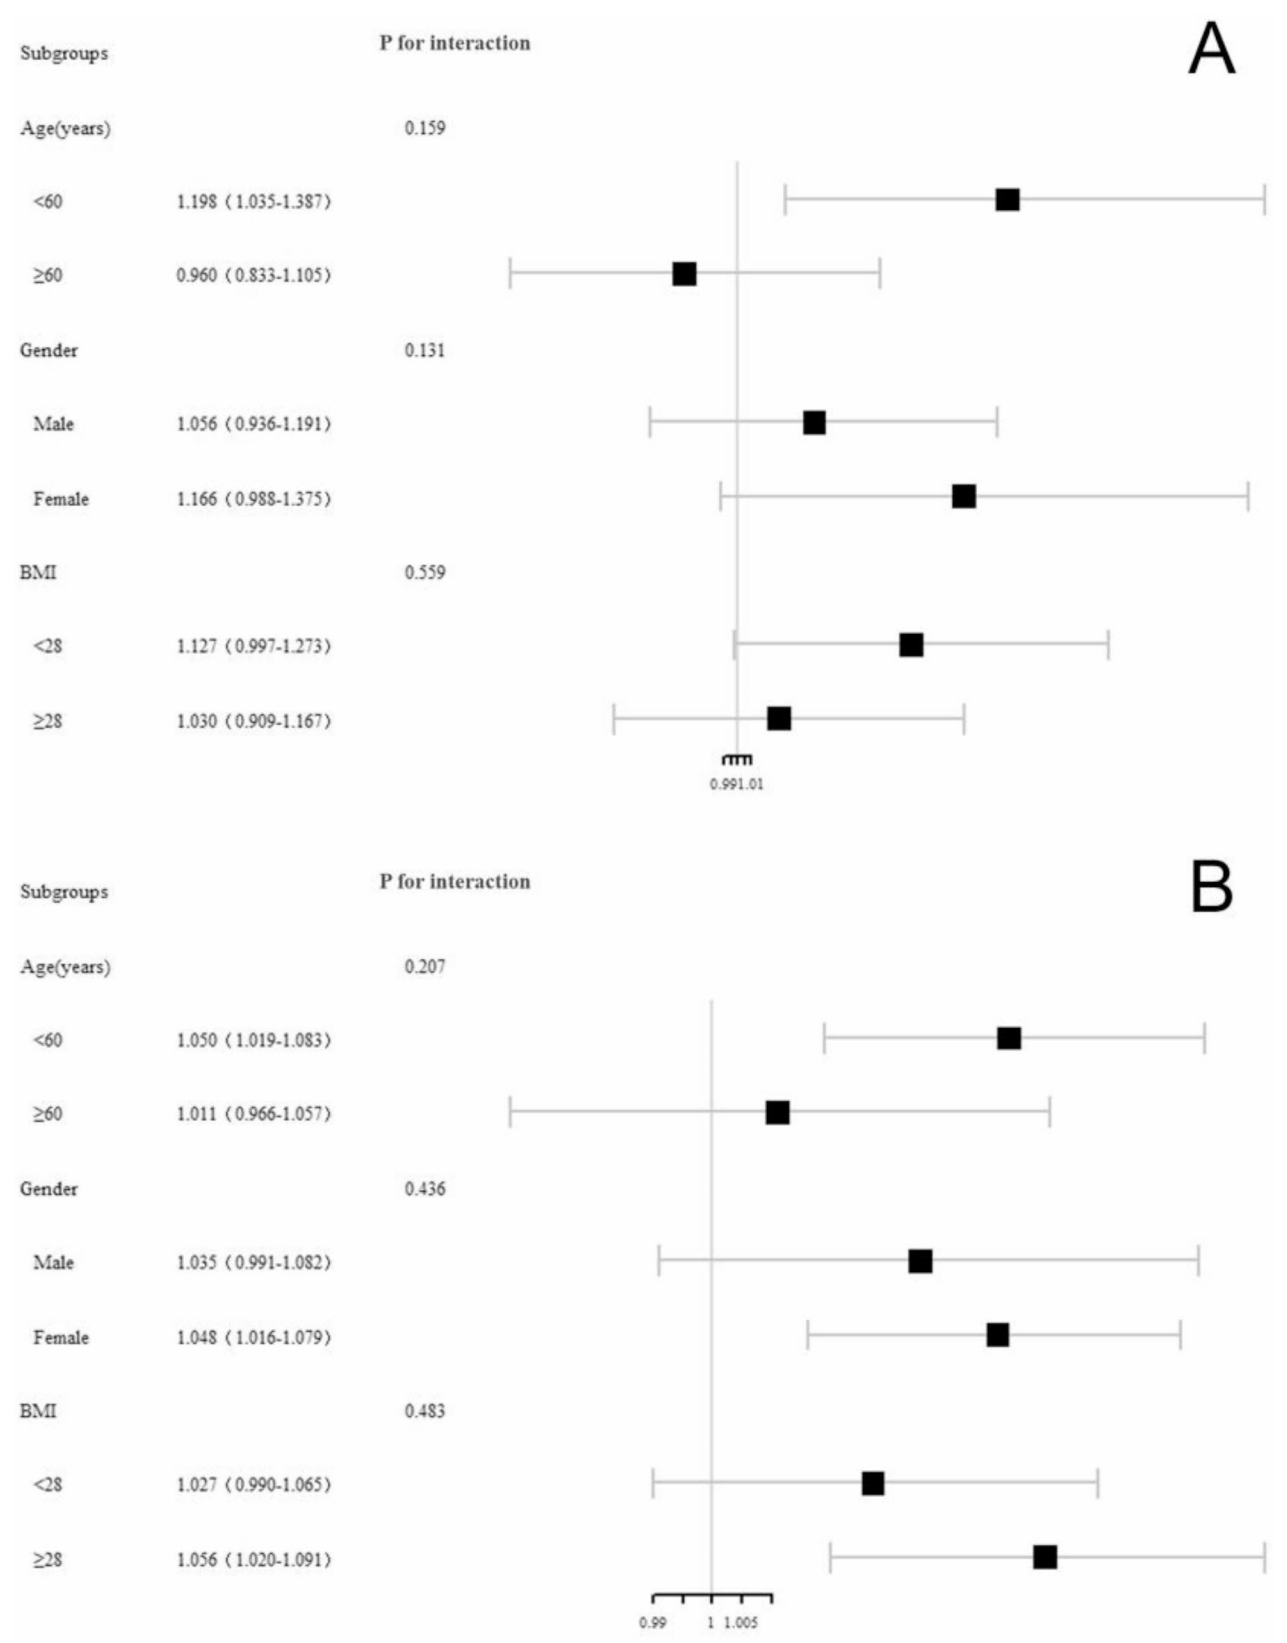 A
Subgroups P for interaction
Age(years) 0.159
<60 1.198（1.035-1.387）
≥60 0.960（0.833-1.105）
Gender 0.131
Male 1.056（0.936-1.191）
Female 1.166（0.988-1.375）
BMI 0.559
<28 1.127（0.997-1.273）
≥28 1.030（0.909-1.167）
0.991.01
B
Subgroups P for interaction
Age(years) 0.207
<60 1.050（1.019-1.083）
≥60 1.011（0.966-1.057）
Gender 0.436
Male 1.035（0.991-1.082）
Female 1.048（1.016-1.079）
BMI 0.483
<28 1.027（0.990-1.065）
≥28 1.056（1.020-1.091）
0.99 1 1.005